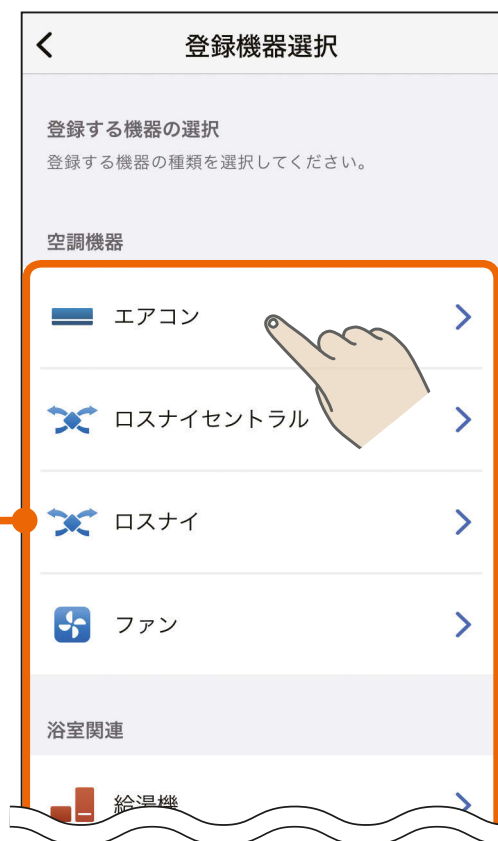 登録機器選択
登録する機器の選択
登録する機器の種類を選択してください。
空調機器
エアコン
ロスナイセントラル
ロスナイ
ファン
浴室関連
給湯機